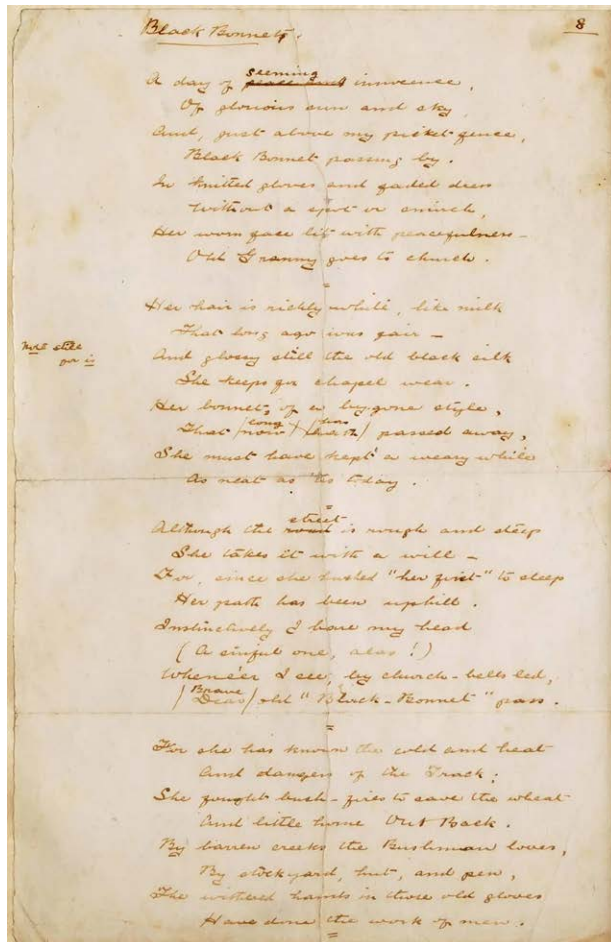 Black Bonnet.
8
A day of peace and seeming innocence,
Of glorious sun and sky,
And, just above my picket fence,
Black Bonnet passing by.
In knitted gloves and faded dress
Without a spot or smirch,
Her worn face lit with peacefulness –
Old Granny goes to church.
Her hair is richly white, like milk
That long ago was fair –
And glossy still the old black silk
She keeps for chapel wear.
Her bonnet, of a bygone style,
That (now long) (hath has) passed away,
She must have kept a weary while
As neat as 'tis today.
Although the road street is rough and steep
She takes it with a will –
For, since she hushed "her first" to sleep
Her path has been uphill.
Instinctively I bare my head
(A sinful one, alas!)
Whene'er I see, by church-bells led,
(Dear Brave) old "Black-Bonnet" pass.
For she has known the cold and heat
And dangers of the Track;
She fought bush-fires to save the wheat
And little home Out Back.
By barren creeks the Bushman loves,
By stockyard, hut, and pen,
The withered hands in those old gloves
Have done the work of men.
still
for is